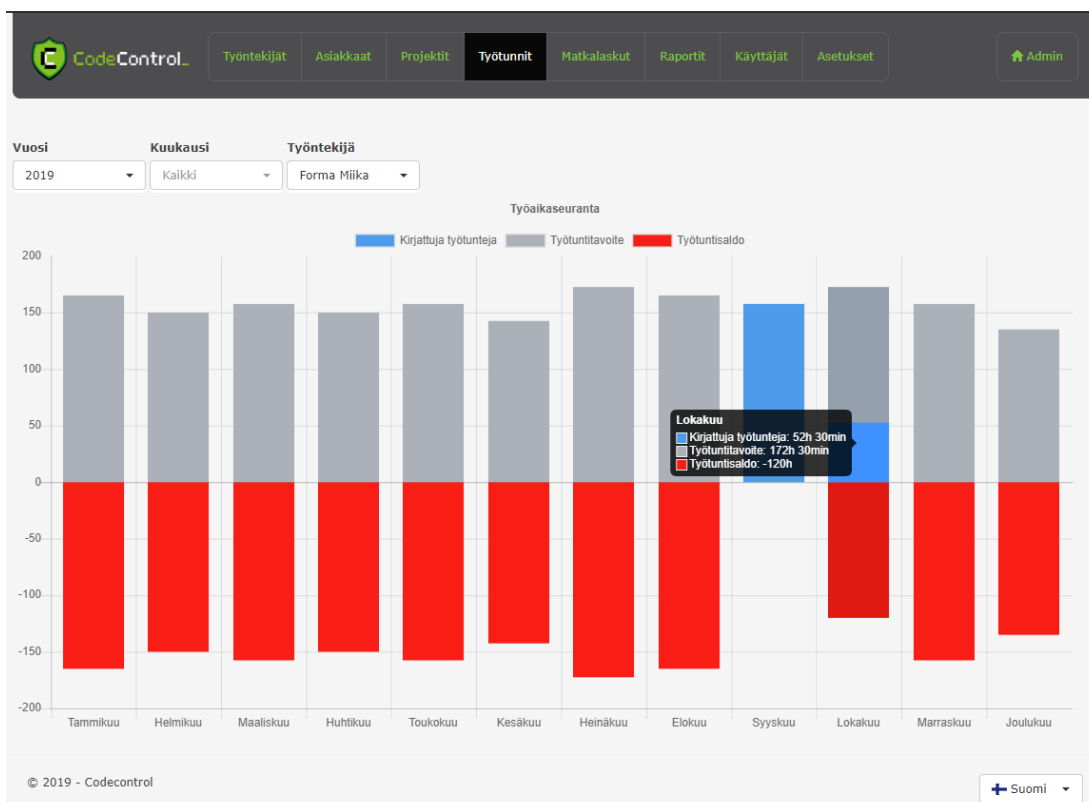 CodeControl_
Työntekijät Asiakkaat Projektit Työtunnit Matkalaskut Raportit Käyttäjät Asetukset Admin
Vuosi Kuukausi Työntekijä
2019 Kaikki Forma Miika
Työaikaseuranta
Kirjattuja työtunteja Työtuntitavoite Työtuntisaldo
200
150
100
50
0
-50
-100
-150
-200
Lokakuu
Kirjattuja työtunteja: 52h 30min
Työtuntitavoite: 172h 30min
Työtuntisaldo: -120h
Tammikuu Helmikuu Maaliskuu Huhtikuu Toukokuu Kesäkuu Heinäkuu Elokuu Syyskuu Lokakuu Marraskuu Joulukuu
© 2019 - Codecontrol
Suomi